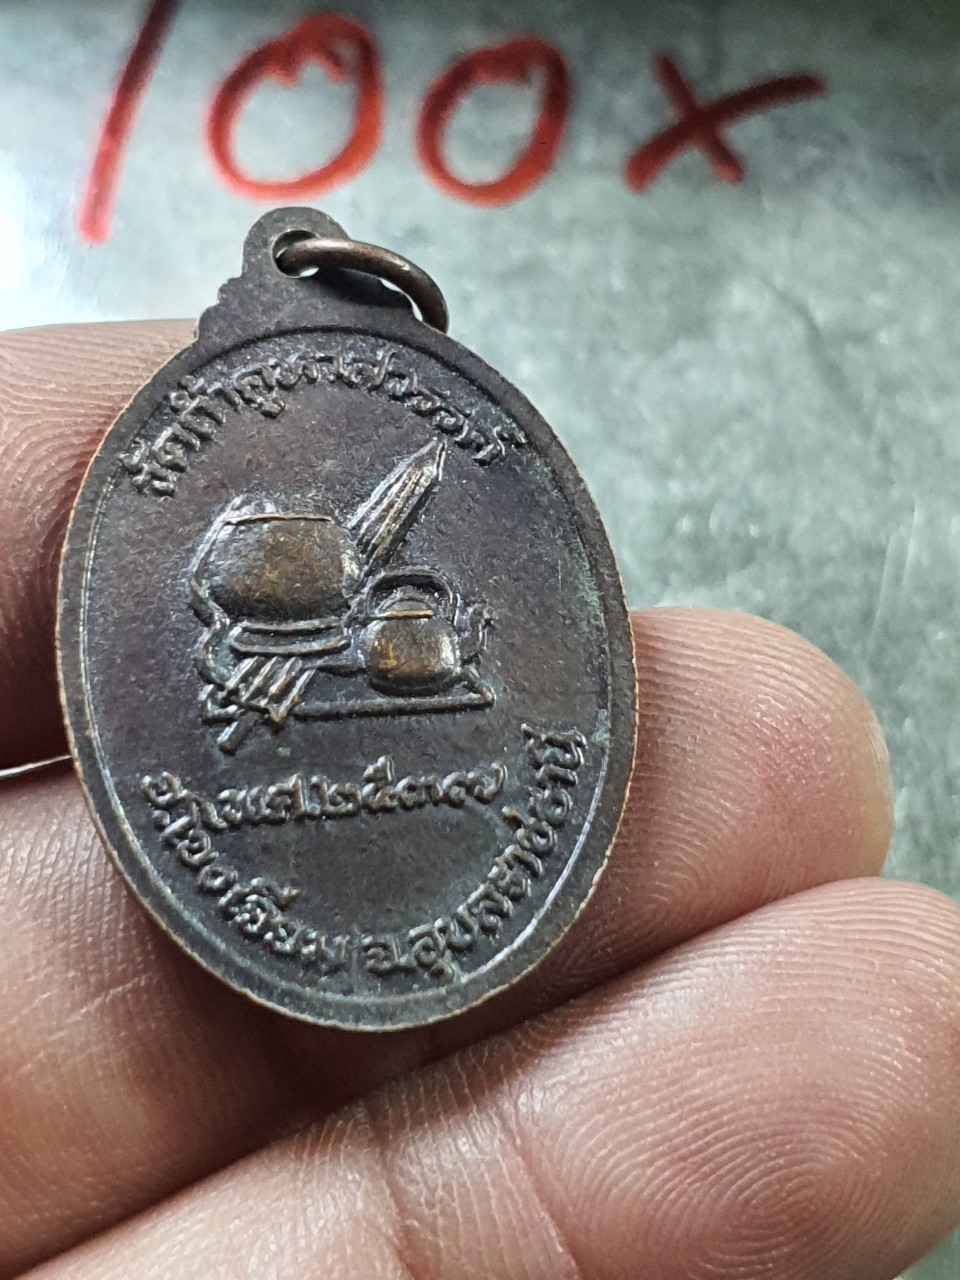 100x
วัดถ้ำคูหาสวรรค์
พ.ศ.๒๕๓๗
อ.โขงเจียม จ.อุบลราชธานี